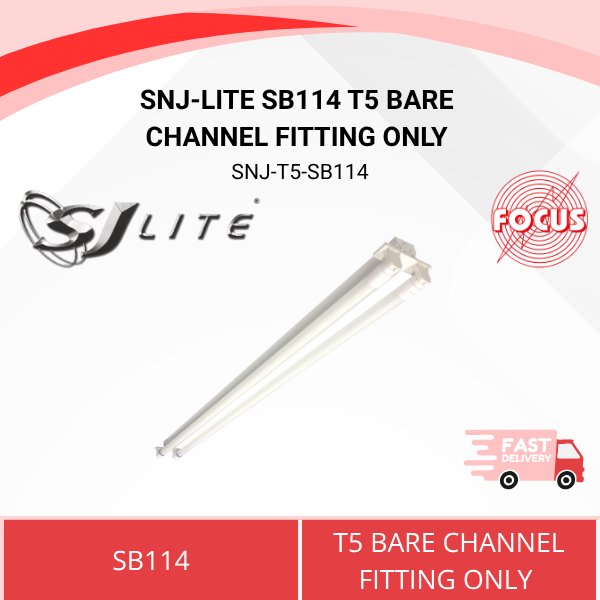 SNJ-LITE SB114 T5 BARE
CHANNEL FITTING ONLY
SNJ-T5-SB114
SJ LITE ®
FOCUS
FAST
DELIVERY
SB114
T5 BARE CHANNEL
FITTING ONLY